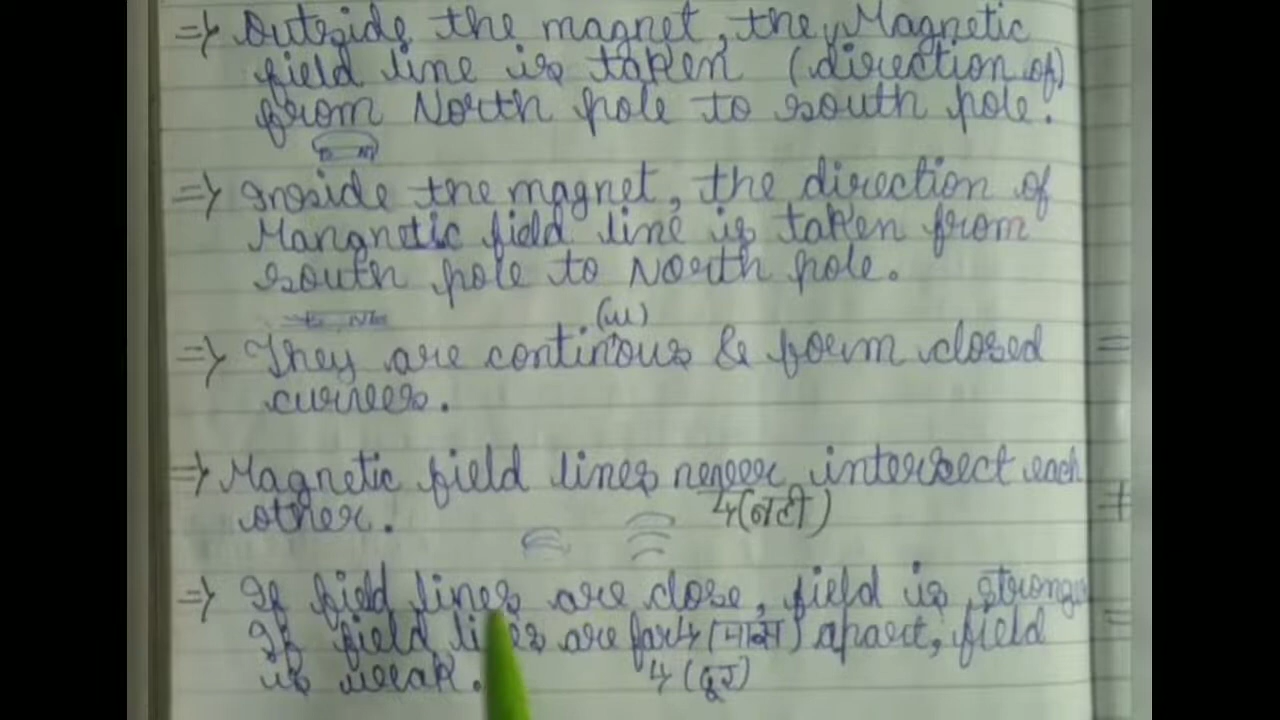 => Outside the magnet, the Magnetic
field line is taken (direction of)
from North pole to south pole.
=> Inside the magnet, the direction of
Mangnetic field line is taken from
south pole to North pole.
(u)
=> They are continous & form closed
curves.
=> Magnetic field lines never intersect each
other. ↳(नही)
=> If field lines are close, field is strong
If field lines are far ↳(पास) apart, field
is weak. ↳(दूर)